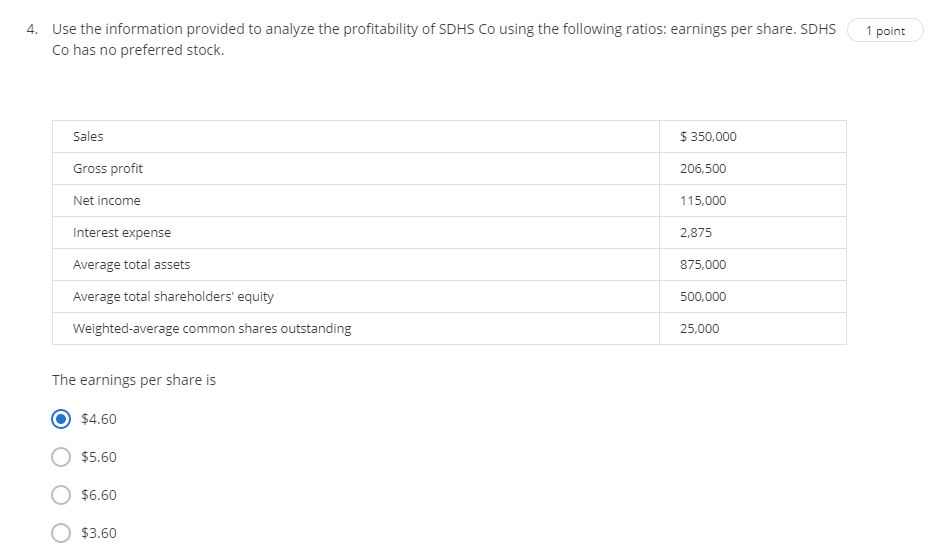 4. Use the information provided to analyze the profitability of SDHS Co using the following ratios: earnings per share. SDHS
Co has no preferred stock.
1 point
Sales $ 350,000
Gross profit 206,500
Net income 115,000
Interest expense 2,875
Average total assets 875,000
Average total shareholders' equity 500,000
Weighted-average common shares outstanding 25,000
The earnings per share is
$4.60
$5.60
$6.60
$3.60